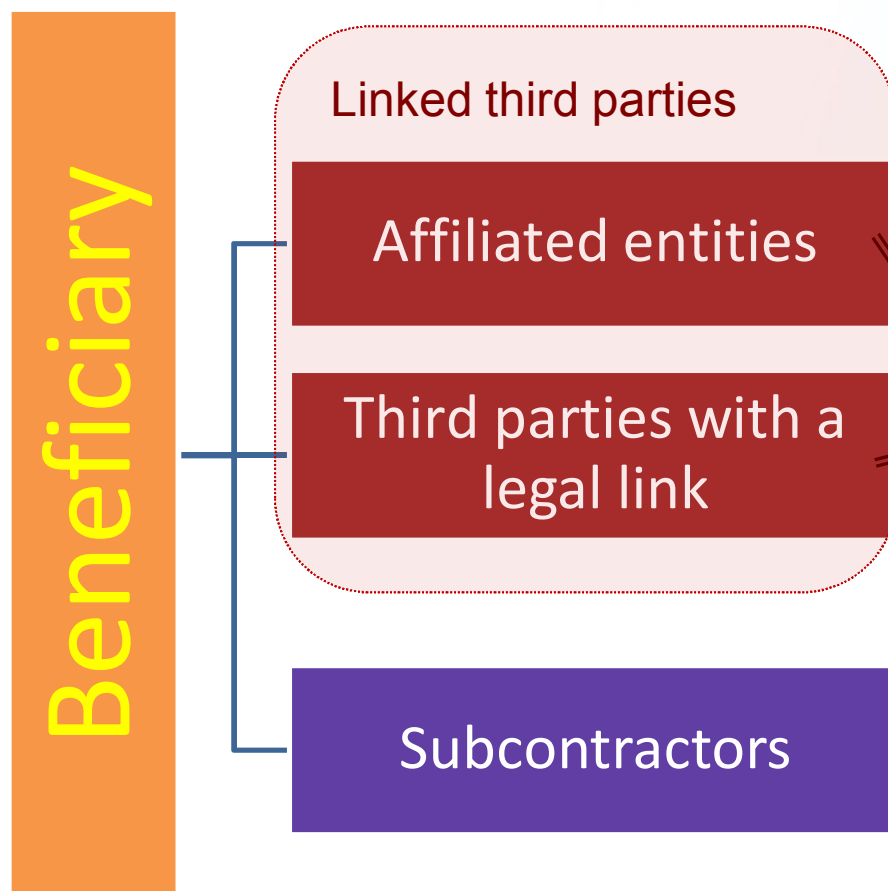 Beneficiary
Linked third parties
Affiliated entities
Third parties with a
legal link
Subcontractors